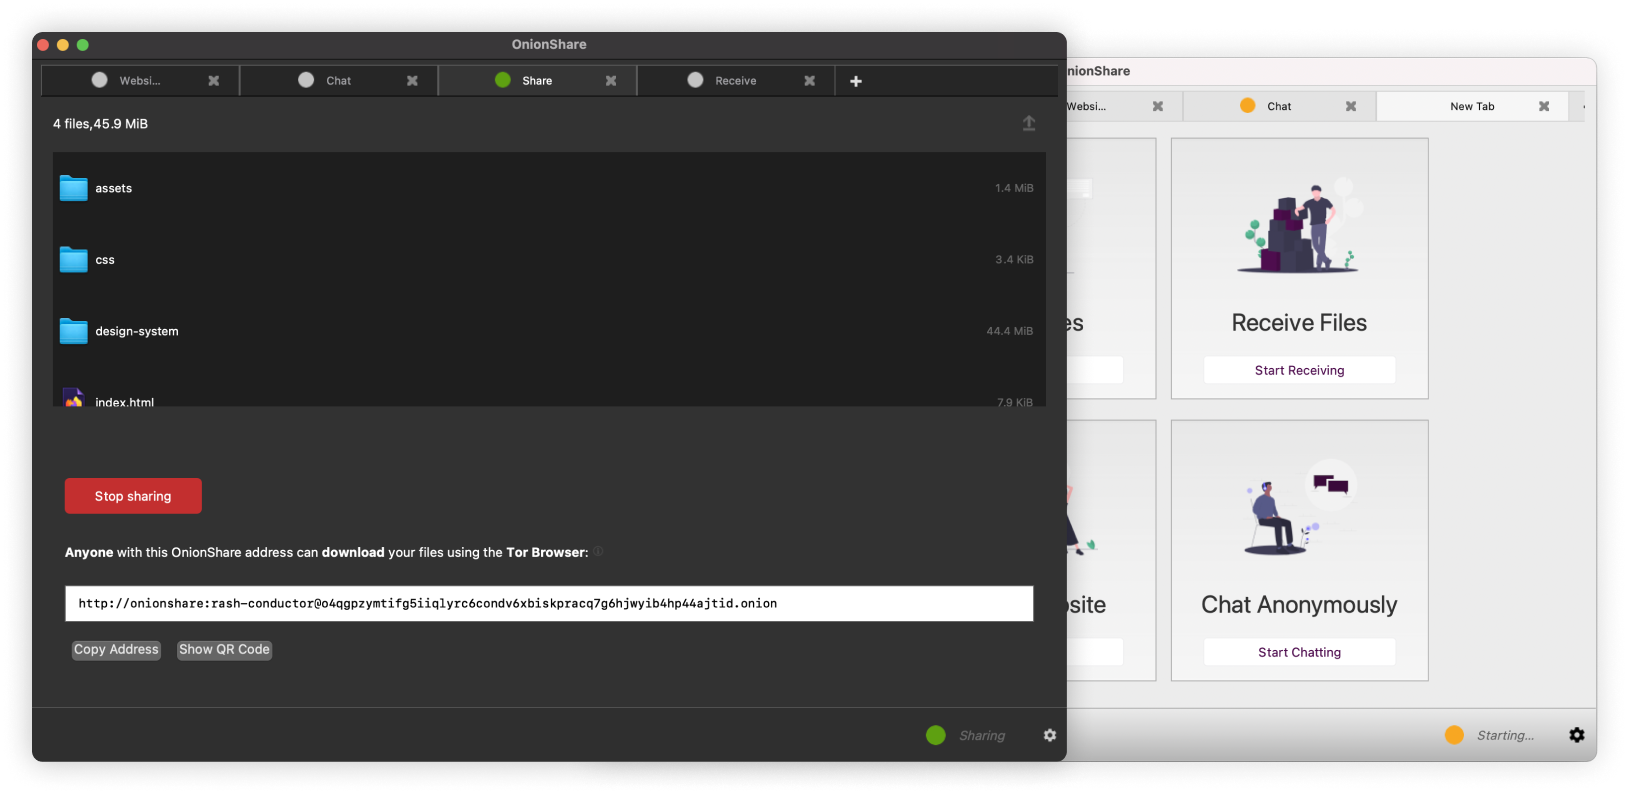 OnionShare
Websi...
Chat
Share
Receive
4 files,45.9 MiB
assets 1.4 MiB
css 3.4 KiB
design-system 44.4 MiB
index.html 7.9 KiB
Stop sharing
Anyone with this OnionShare address can download your files using the Tor Browser:
http://onionshare:rash-conductor@o4qgpzymtifg5iiqlyrc6condv6xbiskpracq7g6hjwyib4hp44ajtid.onion
Copy Address Show QR Code
Sharing
nionShare
Websi...
Chat
New Tab
es
Receive Files
Start Receiving
site
Chat Anonymously
Start Chatting
Starting...